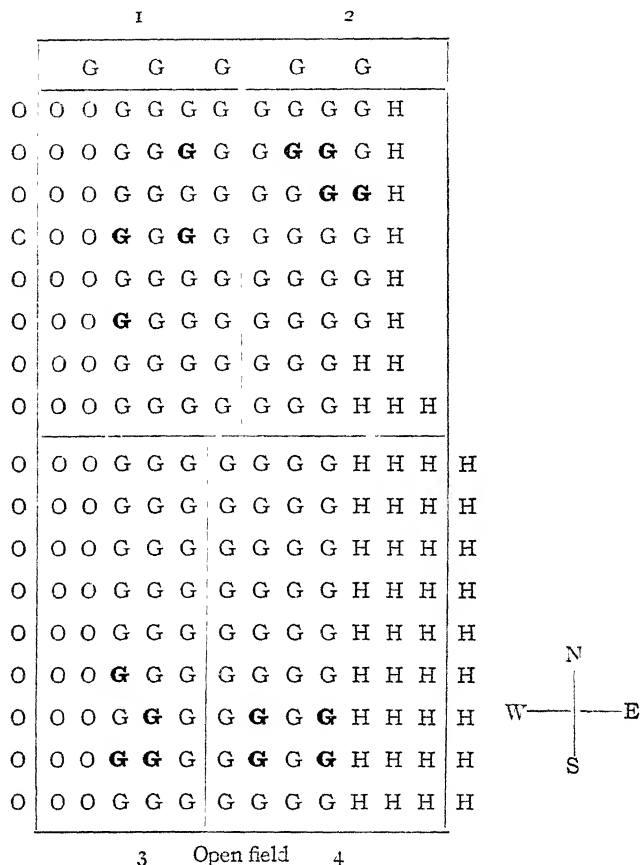 1 2
G G G G G
O O O G G G G G G G G H
O O O G G G G G G G G H
O O O G G G G G G G G H
C O O G G G G G G G G H
O O O G G G G G G G G H
O O O G G G G G G G G H
O O O G G G G G G G H H
O O O G G G G G G G H H H
O O O G G G G G G G H H H H
O O O G G G G G G G H H H H
O O O G G G G G G G H H H H
O O O G G G G G G G H H H H
O O O G G G G G G G H H H H
O O O G G G G G G G H H H H
O O O G G G G G G G H H H H
O O O G G G G G G G H H H H
O O O G G G G G G G H H H H
3 Open field 4
N
W E
S